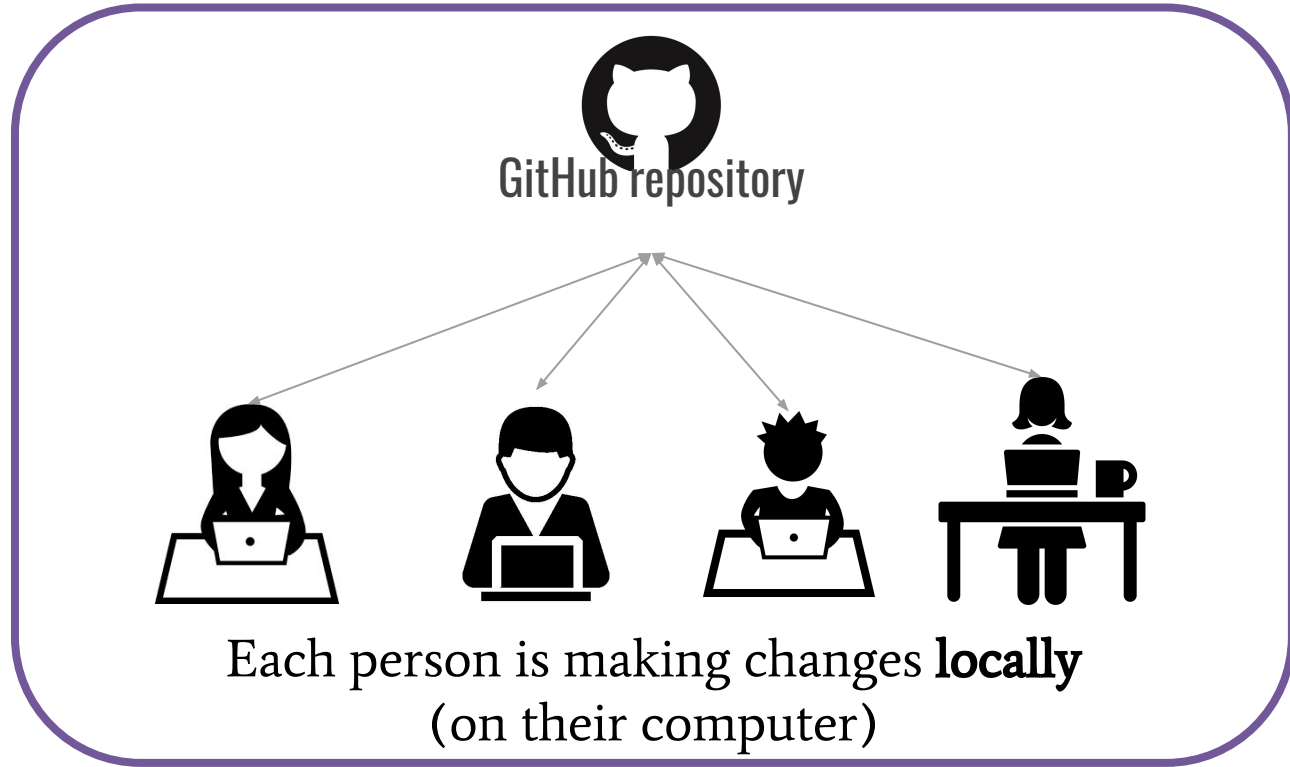 GitHub repository
Each person is making changes locally
(on their computer)